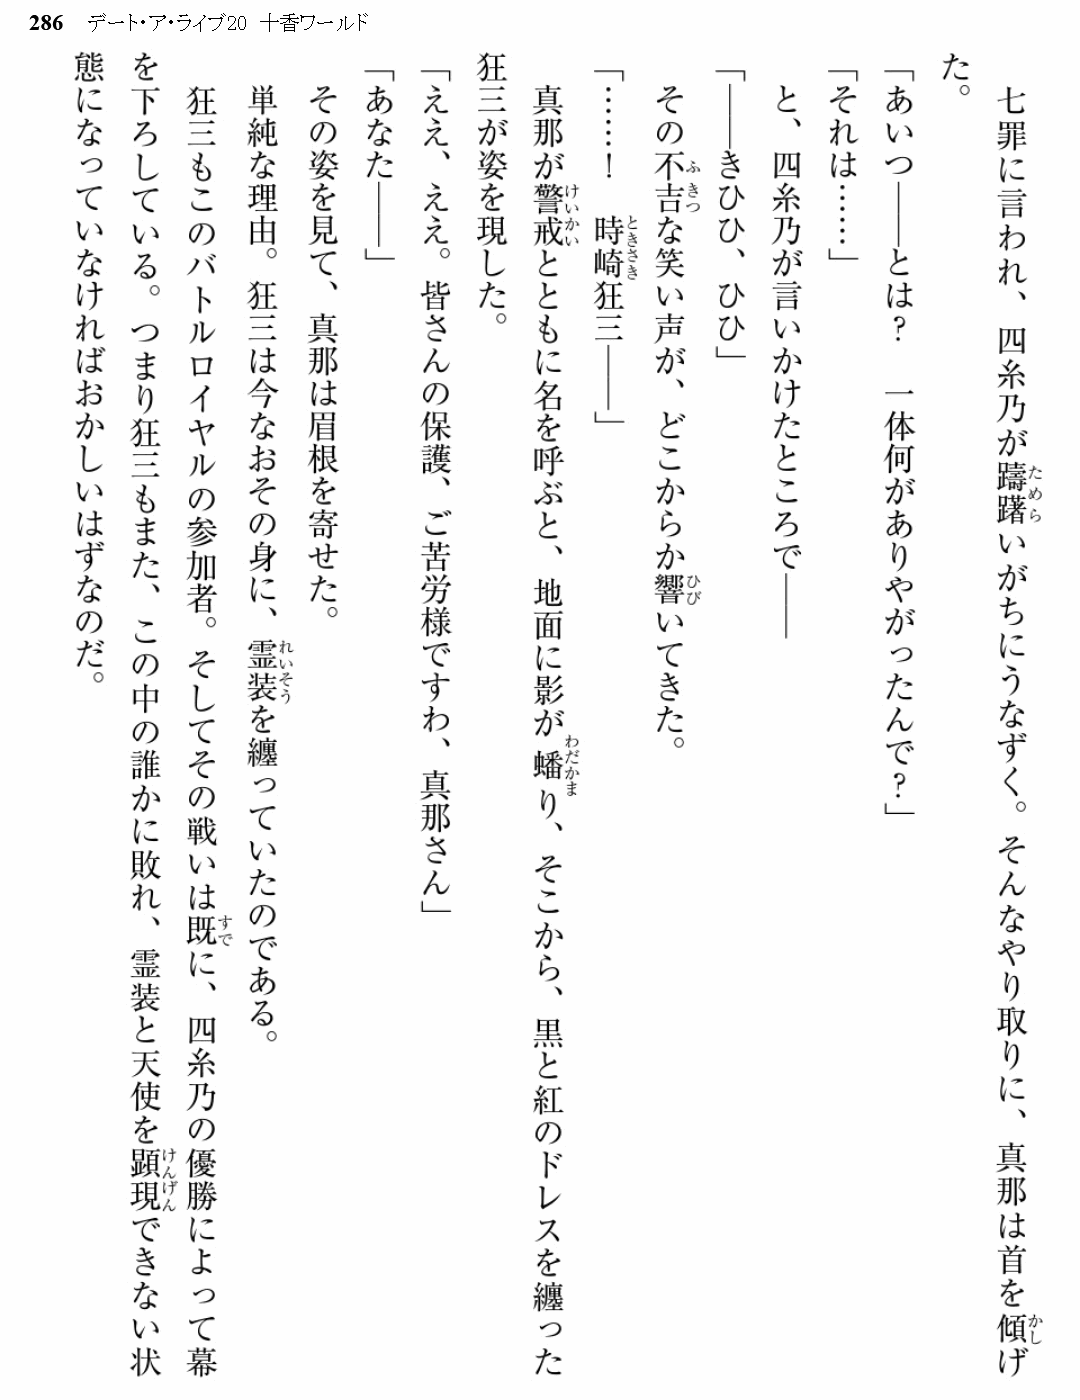 286　デート・ア・ライブ20　十香ワールド
　七罪に言われ、四糸乃が躊躇いがちにうなずく。そんなやり取りに、真那は首を傾げ
た。
「あいつ――とは？　一体何がありやがったんで？」
「それは……」
　と、四糸乃が言いかけたところで――
「――きひひ、ひひ」
　その不吉な笑い声が、どこからか響いてきた。
「……！　時崎狂三――」
　真那が警戒とともに名を呼ぶと、地面に影が蟠り、そこから、黒と紅のドレスを纏った
狂三が姿を現した。
「ええ、ええ。皆さんの保護、ご苦労様ですわ、真那さん」
「あなた――」
　その姿を見て、真那は眉根を寄せた。
　単純な理由。狂三は今なおその身に、霊装を纏っていたのである。
　狂三もこのバトルロイヤルの参加者。そしてその戦いは既に、四糸乃の優勝によって幕
を下ろしている。つまり狂三もまた、この中の誰かに敗れ、霊装と天使を顕現できない状
態になっていなければおかしいはずなのだ。